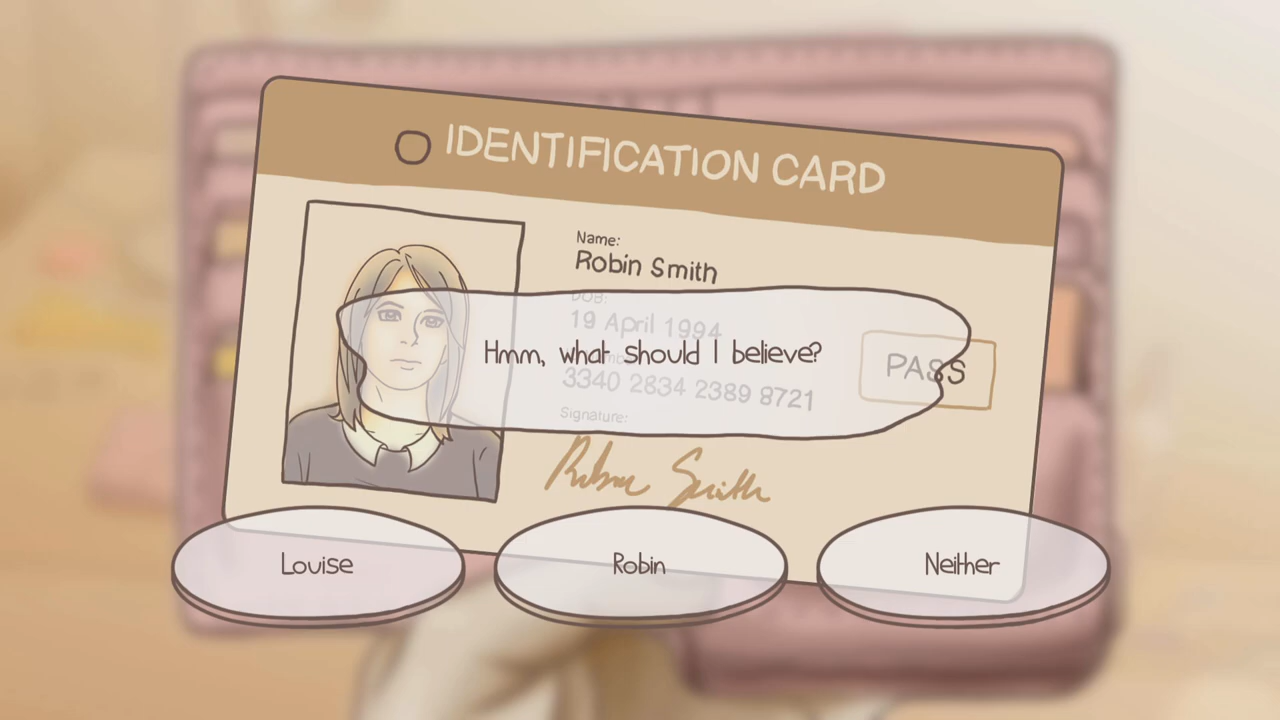 IDENTIFICATION CARD
Name:
Robin Smith
DOB:
19 April 1994
Hmm, what should I believe?
PASS
3340 2834 2389 8721
Signature:
Robin Smith
Louise
Robin
Neither